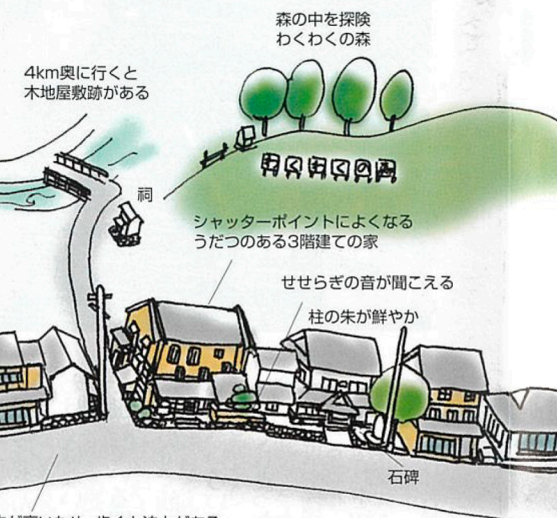 森の中を探険
わくわくの森
4km奥に行くと
木地屋敷跡がある
祠
シャッターポイントによくなる
うだつのある3階建ての家
せせらぎの音が聞こえる
柱の朱が鮮やか
石碑